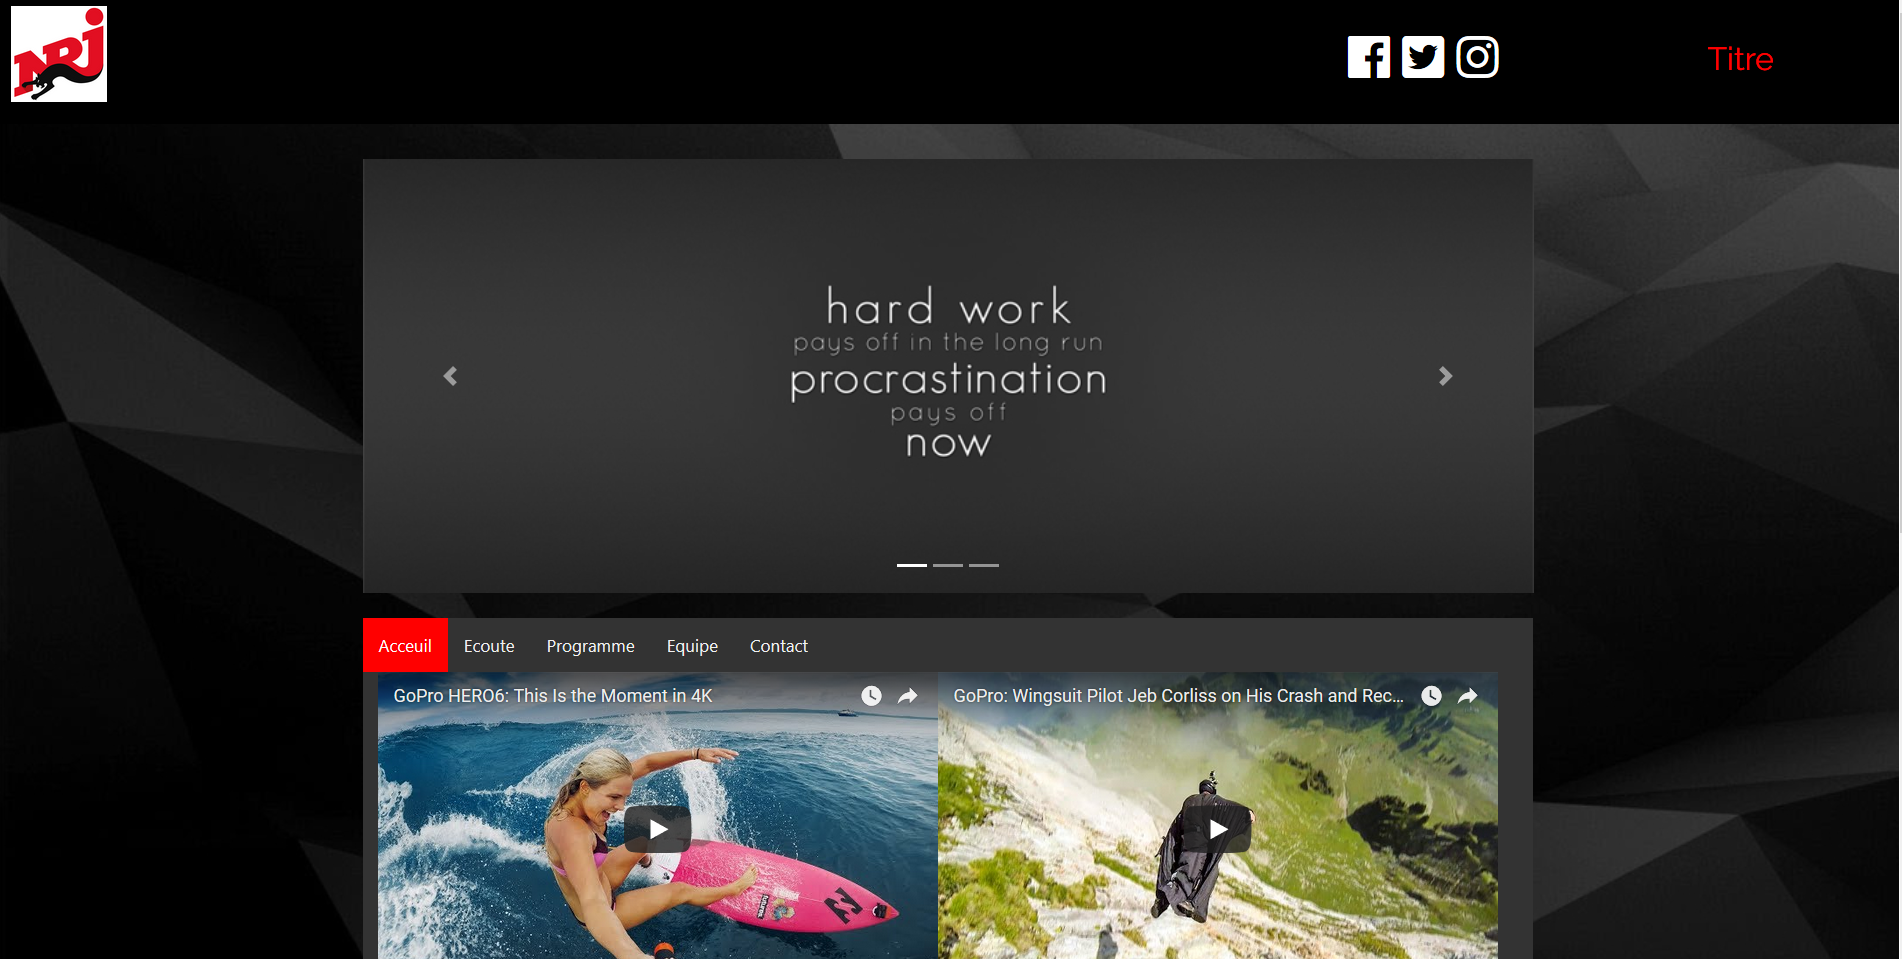 NRJ
Titre
hard work
pays off in the long run
procrastination
pays off
now
Acceuil Ecoute Programme Equipe Contact
GoPro HERO6: This Is the Moment in 4K
GoPro: Wingsuit Pilot Jeb Corliss on His Crash and Rec...